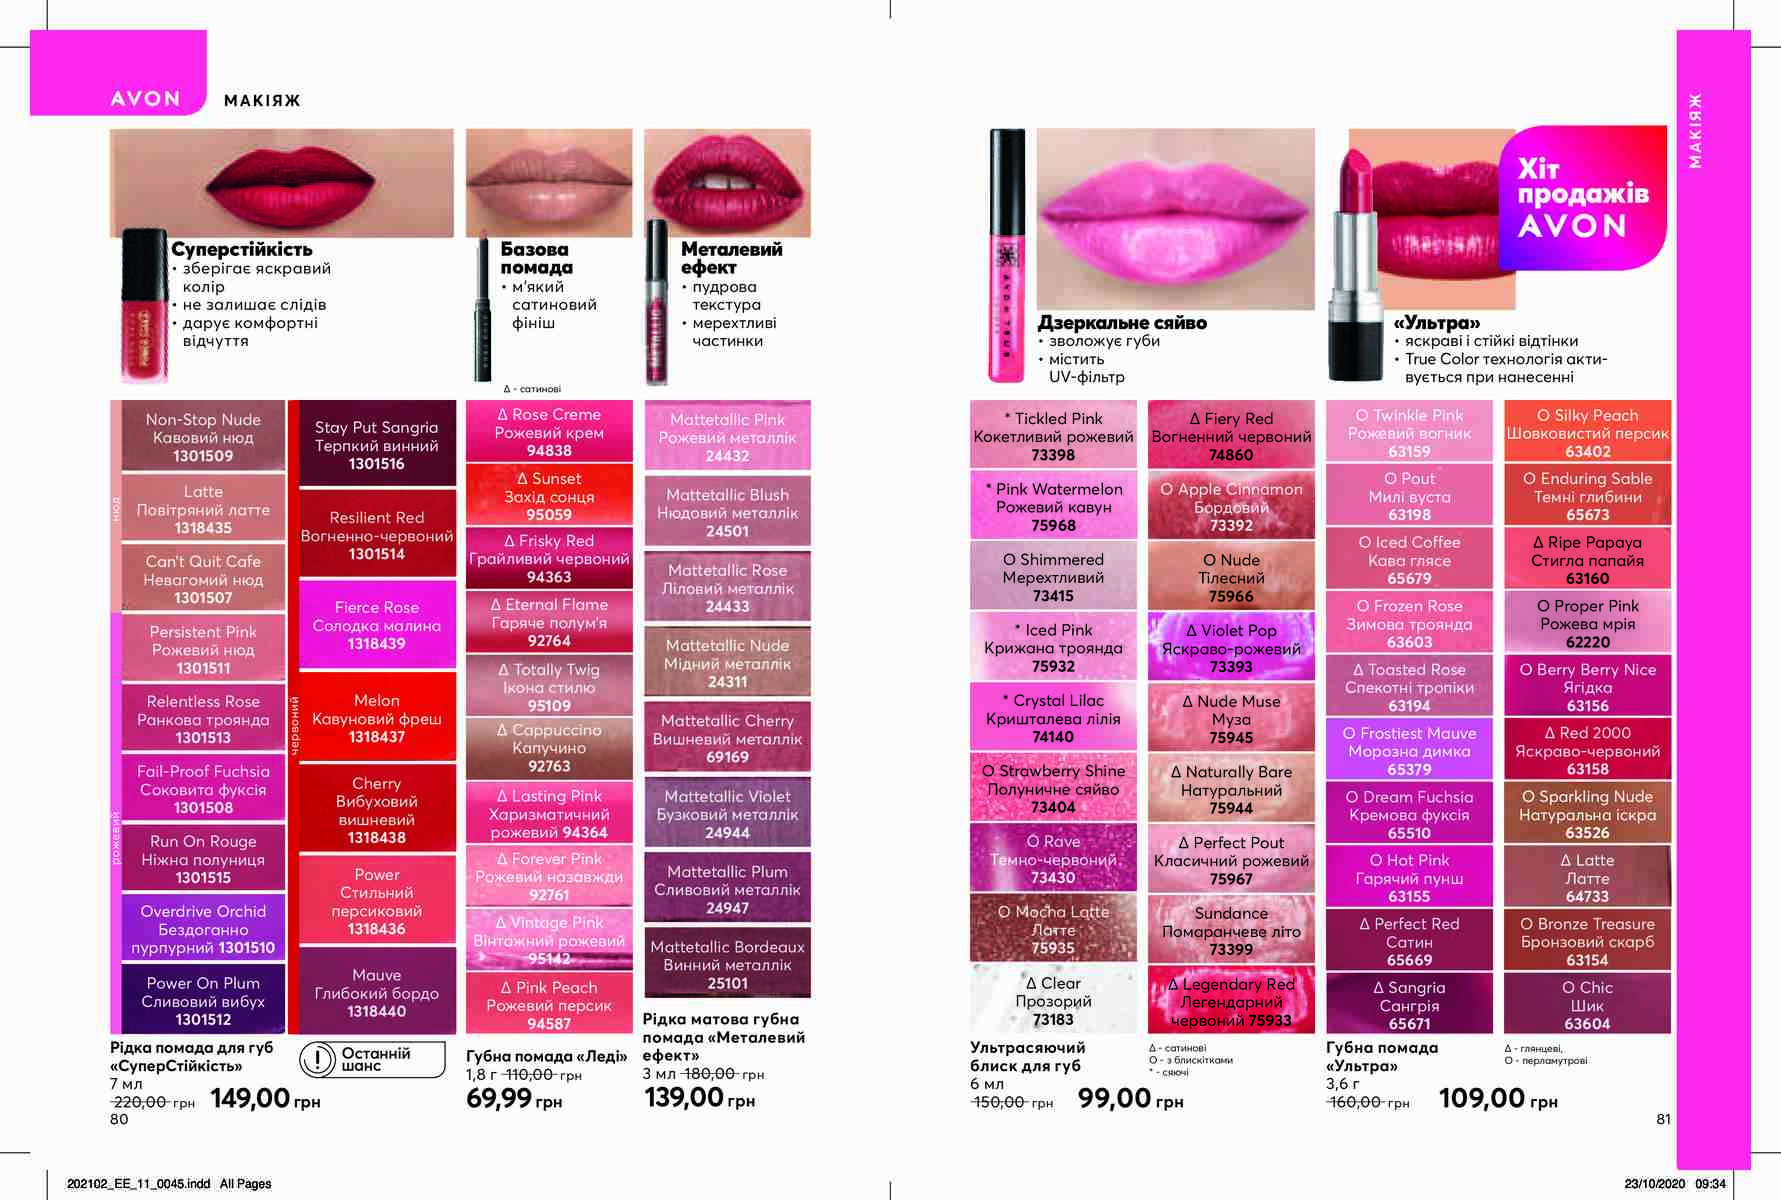 AVON
МАКІЯЖ
Суперстійкість
• зберігає яскравий
колір
• не залишає слідів
• дарує комфортні
відчуття
Базова
помада
• м'який
сатиновий
фініш
Δ - сатинові
Металевий
ефект
• пудрова
текстура
• мерехтливі
частинки
нюд
рожевий
Non-Stop Nude
Кавовий нюд
1301509
Latte
Повітряний латте
1318435
Can't Quit Cafe
Невагомий нюд
1301507
Persistent Pink
Рожевий нюд
1301511
Relentless Rose
Ранкова троянда
1301513
Fail-Proof Fuchsia
Соковита фуксія
1301508
Run On Rouge
Ніжна полуниця
1301515
Overdrive Orchid
Бездоганно
пурпурний 1301510
Power On Plum
Сливовий вибух
1301512
червоний
Stay Put Sangria
Терпкий винний
1301516
Resilient Red
Вогненно-червоний
1301514
Fierce Rose
Солодка малина
1318439
Melon
Кавуновий фреш
1318437
Cherry
Вибуховий
вишневий
1318438
Power
Стильний
персиковий
1318436
Mauve
Глибокий бордо
1318440
Δ Rose Creme
Рожевий крем
94838
Δ Sunset
Захід сонця
95059
Δ Frisky Red
Грайливий червоний
94363
Δ Eternal Flame
Гаряче полум'я
92764
Δ Totally Twig
Ікона стилю
95109
Δ Cappuccino
Капучино
92763
Δ Lasting Pink
Харизматичний
рожевий 94364
Δ Forever Pink
Рожевий назавжди
92761
Δ Vintage Pink
Вінтажний рожевий
95142
Δ Pink Peach
Рожевий персик
94587
Mattetallic Pink
Рожевий металлік
24432
Mattetallic Blush
Нюдовий металлік
24501
Mattetallic Rose
Ліловий металлік
24433
Mattetallic Nude
Мідний металлік
24311
Mattetallic Cherry
Вишневий металлік
69169
Mattetallic Violet
Бузковий металлік
24944
Mattetallic Plum
Сливовий металлік
24947
Mattetallic Bordeaux
Винний металлік
25101
Рідка помада для губ
«СуперСтійкість»
7 мл
220,00 грн 149,00 грн
Останній
шанс
Губна помада «Леді»
1,8 г 110,00 грн
69,99 грн
Рідка матова губна
помада «Металевий
ефект»
3 мл 180,00 грн
139,00 грн
80
МАКІЯЖ
Хіт
продажів
AVON
Дзеркальне сяйво
• зволожує губи
• містить
UV-фільтр
«Ультра»
• яскраві і стійкі відтінки
• True Color технологія акти-
вується при нанесенні
* Tickled Pink
Кокетливий рожевий
73398
* Pink Watermelon
Рожевий кавун
75968
O Shimmered
Мерехтливий
73415
* Iced Pink
Крижана троянда
75932
* Crystal Lilac
Кришталева лілія
74140
O Strawberry Shine
Полуничне сяйво
73404
O Rave
Темно-червоний
73430
O Mocha Latte
Латте
75935
Δ Clear
Прозорий
73183
Δ Fiery Red
Вогненний червоний
74860
O Apple Cinnamon
Бордовий
73392
O Nude
Тілесний
75966
Δ Violet Pop
Яскраво-рожевий
73393
Δ Nude Muse
Муза
75945
Δ Naturally Bare
Натуральний
75944
Δ Perfect Pout
Класичний рожевий
75967
Sundance
Помаранчеве літо
73399
Δ Legendary Red
Легендарний
червоний 75933
O Twinkle Pink
Рожевий вогник
63159
O Pout
Милі вуста
63198
O Iced Coffee
Кава глясе
65679
O Frozen Rose
Зимова троянда
63603
Δ Toasted Rose
Спекотні тропіки
63194
O Frostiest Mauve
Морозна димка
65379
O Dream Fuchsia
Кремова фуксія
65510
O Hot Pink
Гарячий пунш
63155
Δ Perfect Red
Сатин
65669
Δ Sangria
Сангрія
65671
O Silky Peach
Шовковистий персик
63402
O Enduring Sable
Темні глибини
65673
Δ Ripe Papaya
Стигла папайя
63160
O Proper Pink
Рожева мрія
62220
O Berry Berry Nice
Ягідка
63156
Δ Red 2000
Яскраво-червоний
63158
O Sparkling Nude
Натуральна іскра
63526
Δ Latte
Латте
64733
O Bronze Treasure
Бронзовий скарб
63154
O Chic
Шик
63604
Ультрасяючий
блиск для губ
6 мл
150,00 грн 99,00 грн
Δ - сатинові
O - з блискітками
* - сяючі
Губна помада
«Ультра»
3,6 г
160,00 грн 109,00 грн
Δ - глянцеві,
O - перламутрові
81
202102_EE_11_0045.indd All Pages
23/10/2020 09:34